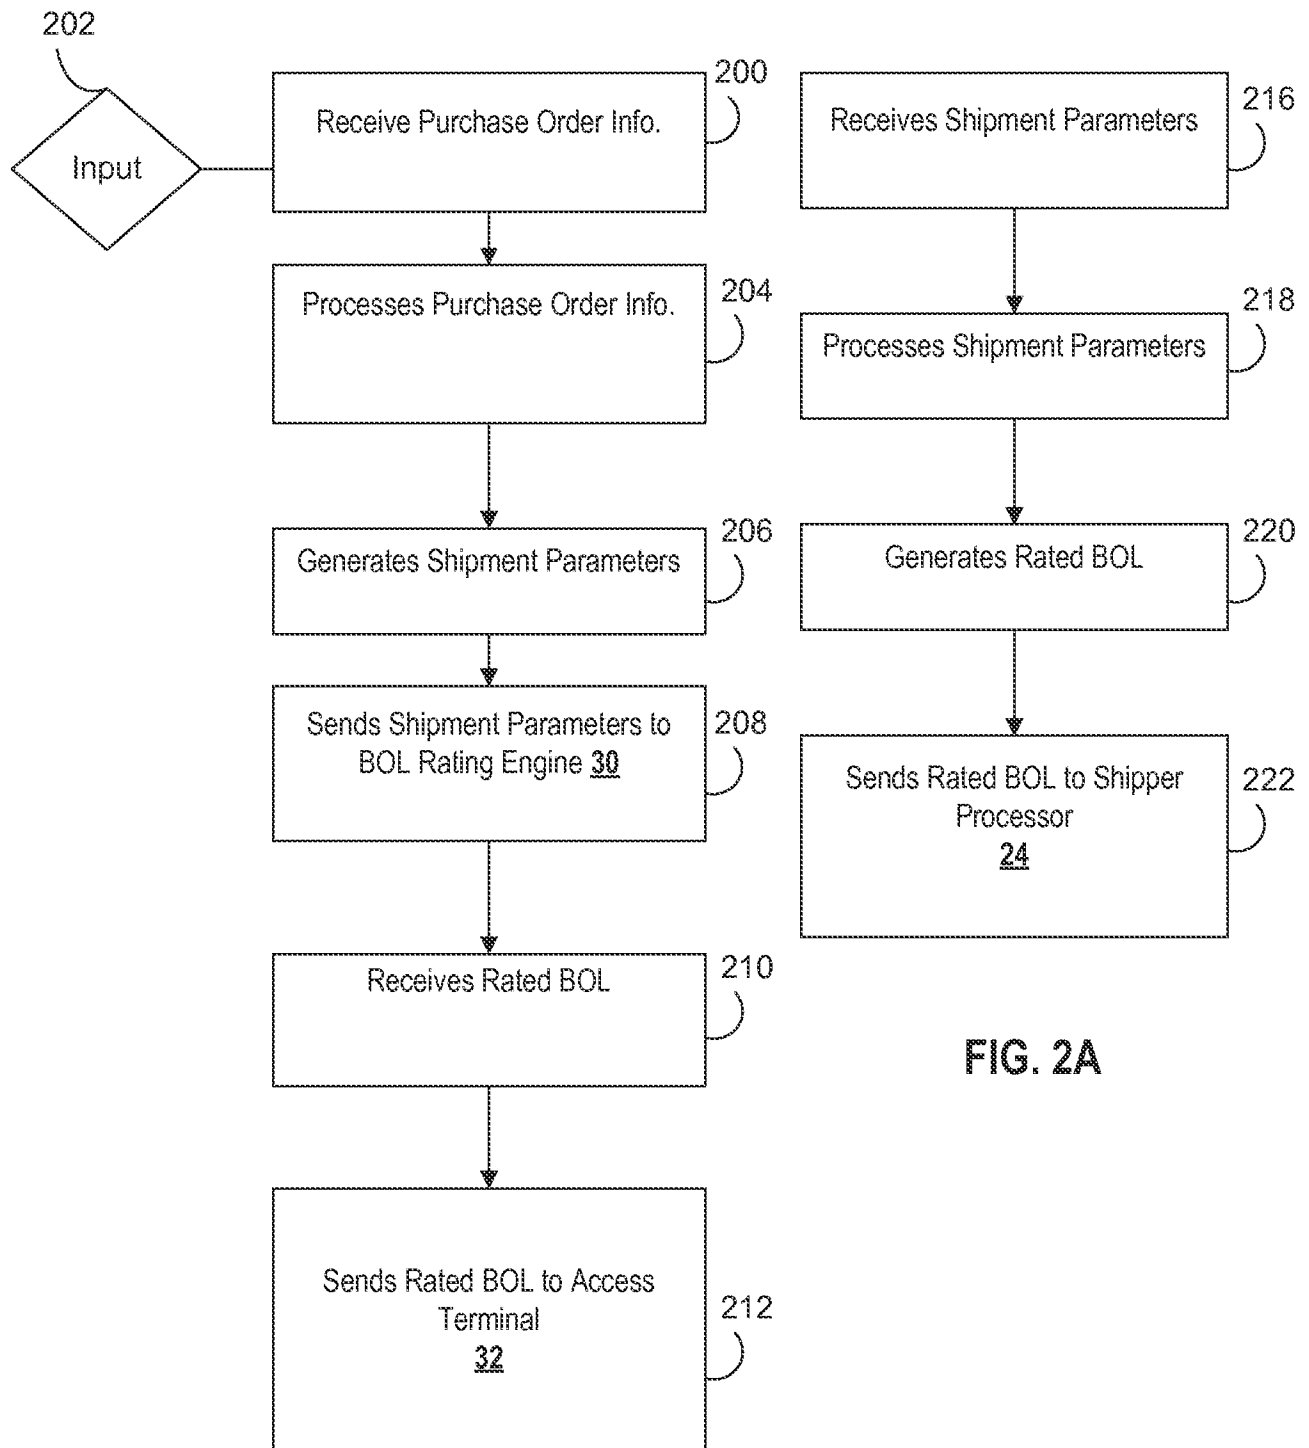 202
Input
200
Receive Purchase Order Info.
204
Processes Purchase Order Info.
206
Generates Shipment Parameters
208
Sends Shipment Parameters to
BOL Rating Engine 30
210
Receives Rated BOL
212
Sends Rated BOL to Access
Terminal
32
216
Receives Shipment Parameters
218
Processes Shipment Parameters
220
Generates Rated BOL
222
Sends Rated BOL to Shipper
Processor
24
FIG. 2A